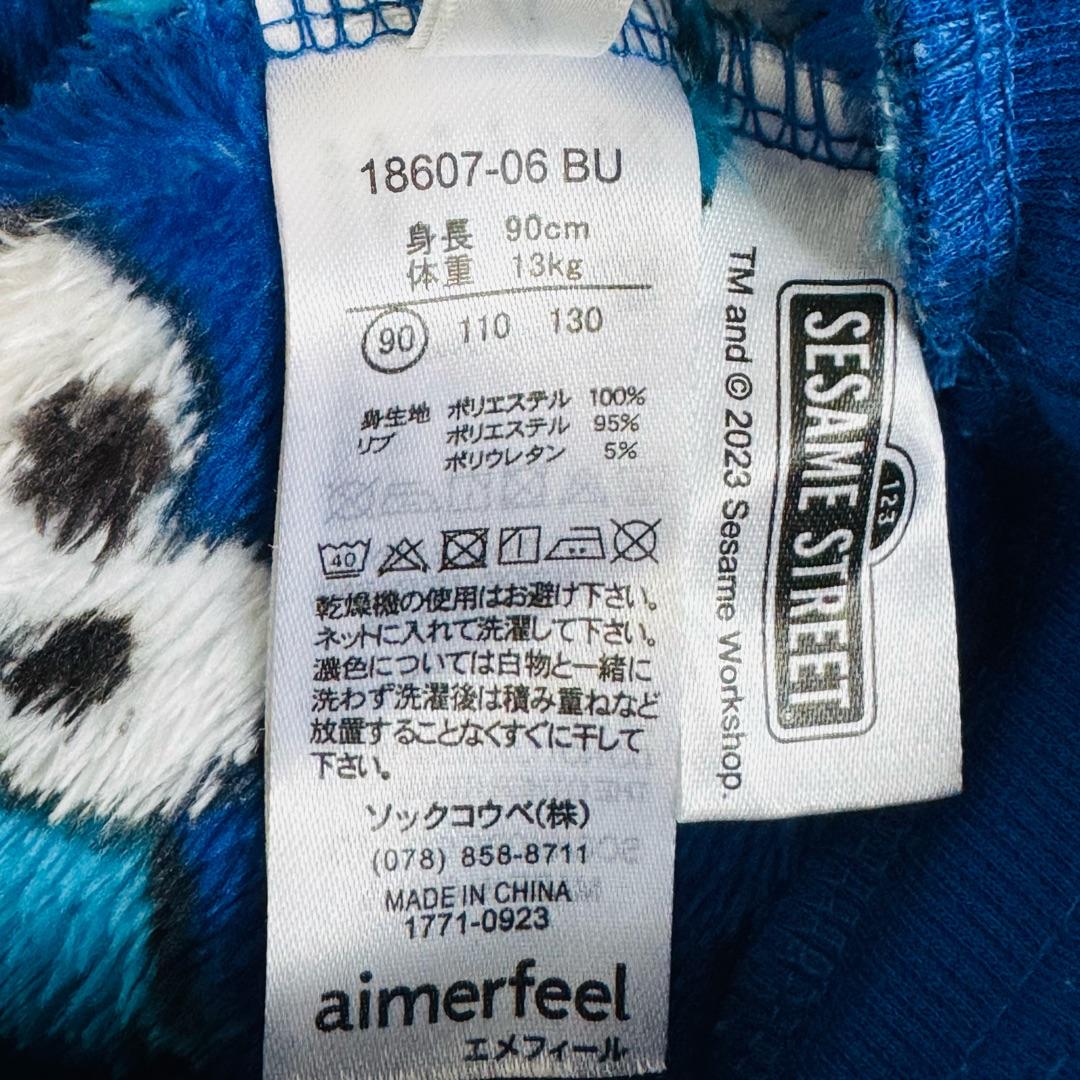 18607-06 BU
身長 90cm
体重 13kg
90 110 130
身生地 ポリエステル 100%
リブ ポリエステル 95%
ポリウレタン 5%
40
乾燥機の使用はお避け下さい。
ネットに入れて洗濯して下さい。
濃色については白物と一緒に
洗わず洗濯後は積み重ねなど
放置することなくすぐに干して
下さい。
ソックコウベ(株)
(078) 858-8711
MADE IN CHINA
1771-0923
aimerfeel
エメフィール
SESAME STREET
123
TM and © 2023 Sesame Workshop.